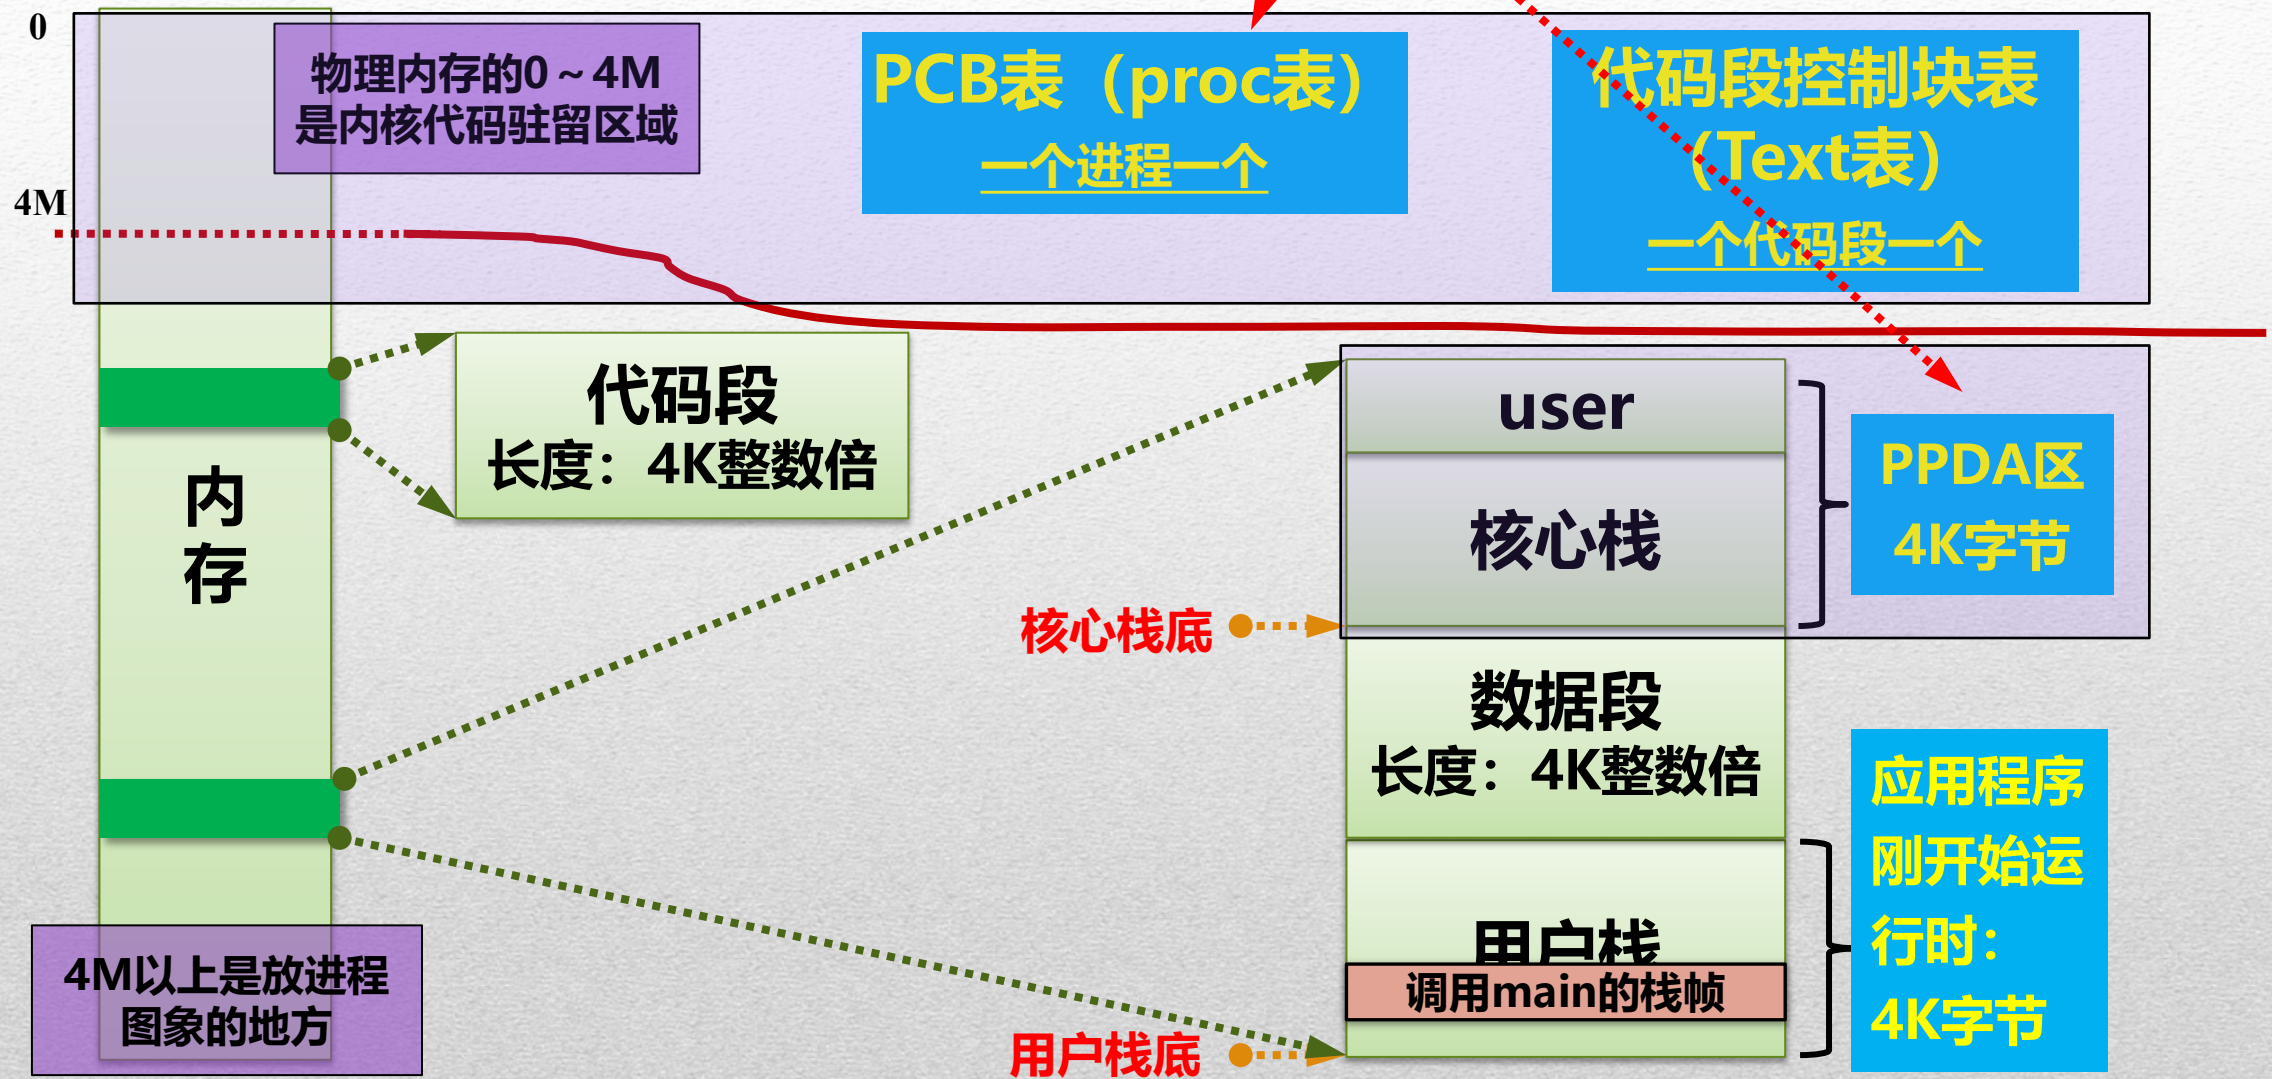 0
物理内存的0～4M
是内核代码驻留区域
PCB表（proc表）
一个进程一个
代码段控制块表
（Text表）
一个代码段一个
4M
代码段
长度：4K整数倍
user
核心栈
PPDA区
4K字节
内
存
核心栈底
数据段
长度：4K整数倍
应用程序
刚开始运
行时：
4K字节
用户栈
调用main的栈帧
4M以上是放进程
图象的地方
用户栈底